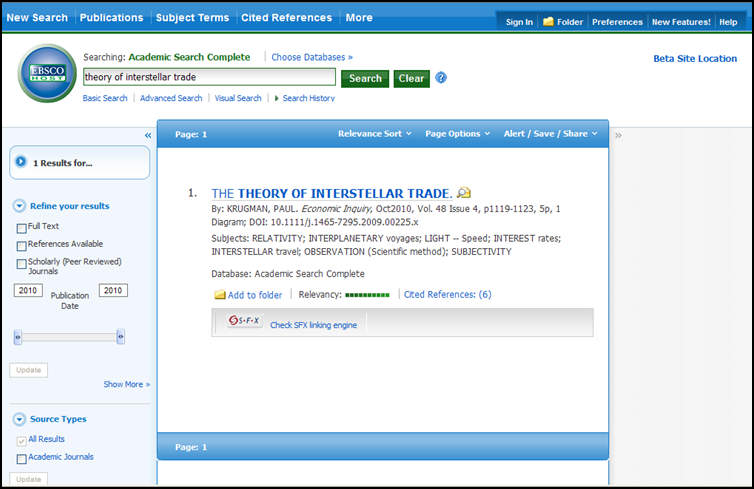 New Search Publications Subject Terms Cited References More
Sign In Folder Preferences New Features! Help
EBSCO
HOST
Searching: Academic Search Complete Choose Databases »
Beta Site Location
theory of interstellar trade Search Clear ?
Basic Search Advanced Search Visual Search Search History
«
Page: 1 Relevance Sort Page Options Alert / Save / Share »
1 Results for...
Refine your results
Full Text
References Available
Scholarly (Peer Reviewed)
Journals
2010 Publication Date 2010
Update
Show More »
Source Types
All Results
Academic Journals
Update
1. THE THEORY OF INTERSTELLAR TRADE.
By: KRUGMAN, PAUL. Economic Inquiry, Oct2010, Vol. 48 Issue 4, p1119-1123, 5p, 1
Diagram; DOI: 10.1111/j.1465-7295.2009.00225.x
Subjects: RELATIVITY; INTERPLANETARY voyages; LIGHT -- Speed; INTEREST rates;
INTERSTELLAR travel; OBSERVATION (Scientific method); SUBJECTIVITY
Database: Academic Search Complete
Add to folder Relevancy: Cited References: (6)
S·F·X Check SFX linking engine
Page: 1